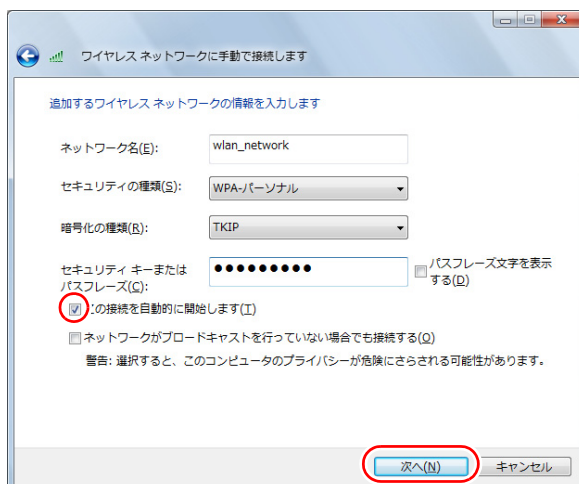 ワイヤレス ネットワークに手動で接続します
追加するワイヤレス ネットワークの情報を入力します
ネットワーク名(E): wlan_network
セキュリティの種類(S): WPA-パーソナル
暗号化の種類(R): TKIP
セキュリティ キーまたは
パスフレーズ(C): ●●●●●●●●●
パスフレーズ文字を表示
する(D)
この接続を自動的に開始します(T)
ネットワークがブロードキャストを行っていない場合でも接続する(O)
警告: 選択すると、このコンピュータのプライバシーが危険にさらされる可能性があります。
次へ(N) キャンセル